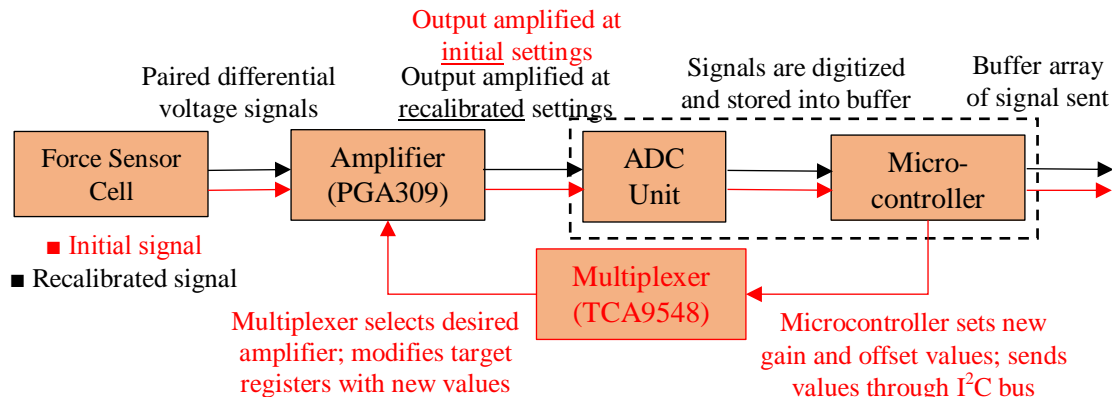 Output amplified at
initial settings
Paired differential
voltage signals
Output amplified at
recalibrated settings
Signals are digitized
and stored into buffer
Buffer array
of signal sent
Force Sensor
Cell
Amplifier
(PGA309)
ADC
Unit
Micro-
controller
■ Initial signal
■ Recalibrated signal
Multiplexer
(TCA9548)
Multiplexer selects desired
amplifier; modifies target
registers with new values
Microcontroller sets new
gain and offset values; sends
values through I²C bus